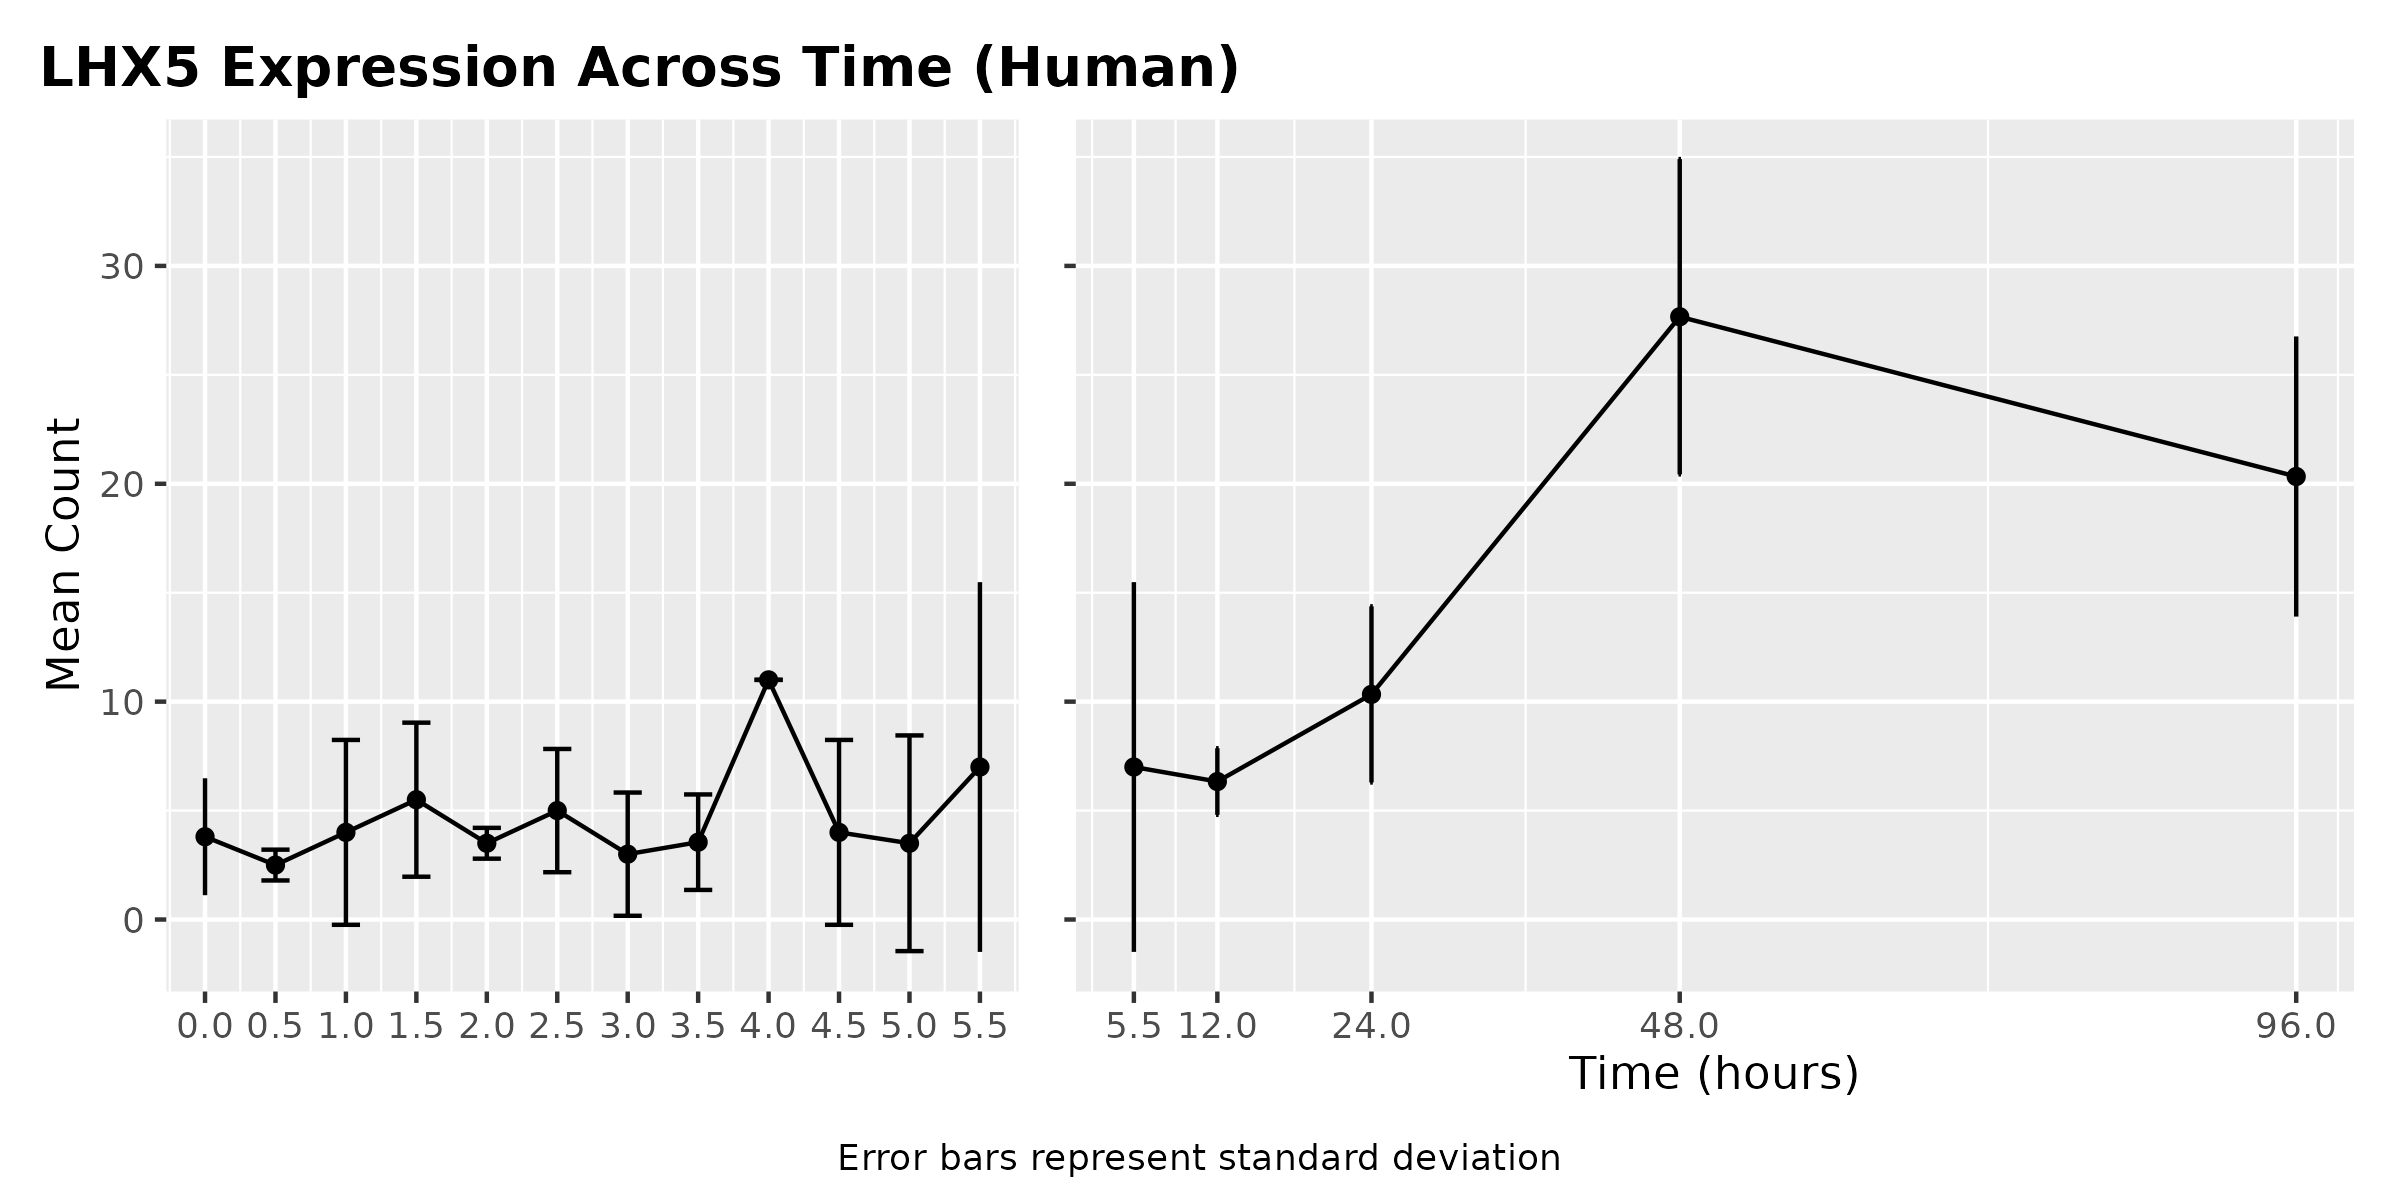 LHX5 Expression Across Time (Human)
Mean Count
30
20
10
0
0.0 0.5 1.0 1.5 2.0 2.5 3.0 3.5 4.0 4.5 5.0 5.5
5.5 12.0 24.0 48.0 96.0
Time (hours)
Error bars represent standard deviation